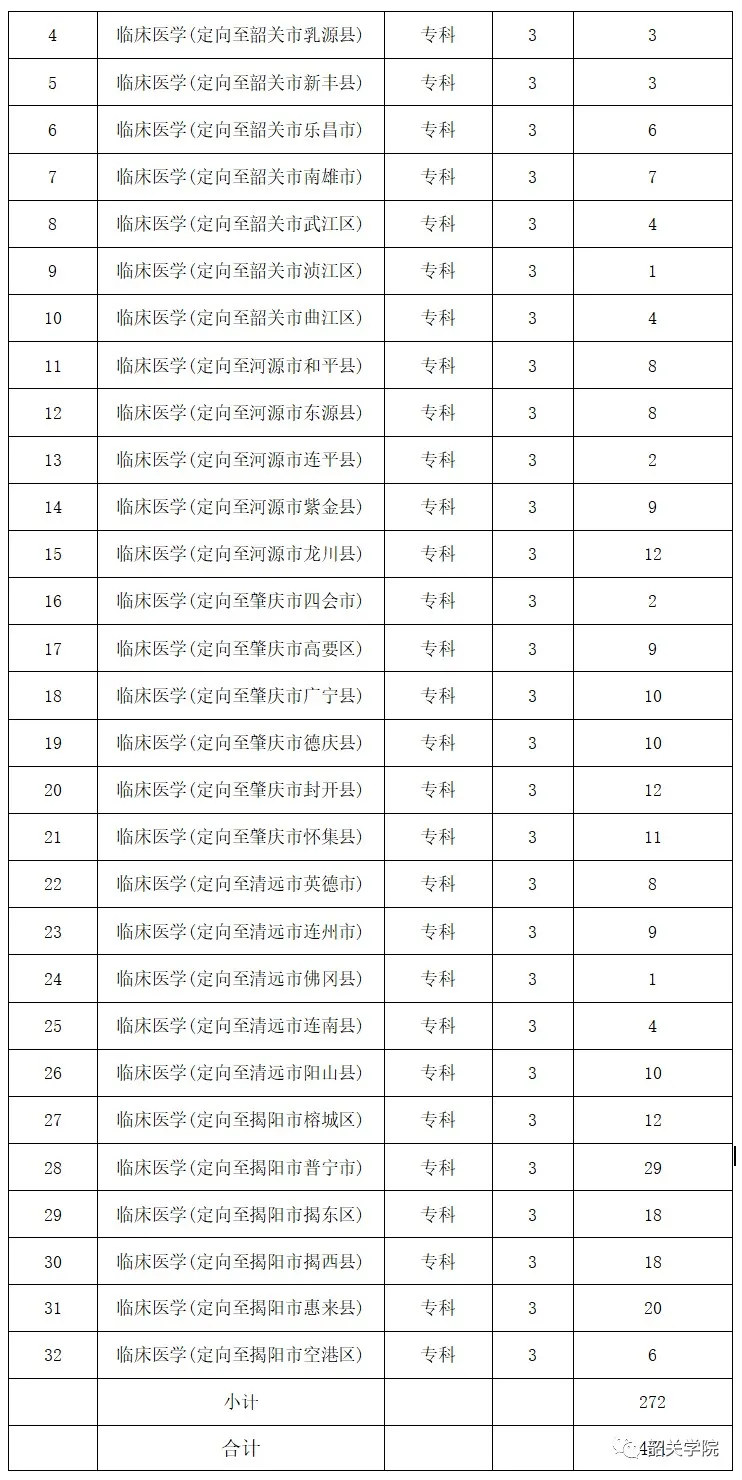 4 临床医学(定向至韶关市乳源县) 专科 3 3
5 临床医学(定向至韶关市新丰县) 专科 3 3
6 临床医学(定向至韶关市乐昌市) 专科 3 6
7 临床医学(定向至韶关市南雄市) 专科 3 7
8 临床医学(定向至韶关市武江区) 专科 3 4
9 临床医学(定向至韶关市浈江区) 专科 3 1
10 临床医学(定向至韶关市曲江区) 专科 3 4
11 临床医学(定向至河源市和平县) 专科 3 8
12 临床医学(定向至河源市东源县) 专科 3 8
13 临床医学(定向至河源市连平县) 专科 3 2
14 临床医学(定向至河源市紫金县) 专科 3 9
15 临床医学(定向至河源市龙川县) 专科 3 12
16 临床医学(定向至肇庆市四会市) 专科 3 2
17 临床医学(定向至肇庆市高要区) 专科 3 9
18 临床医学(定向至肇庆市广宁县) 专科 3 10
19 临床医学(定向至肇庆市德庆县) 专科 3 10
20 临床医学(定向至肇庆市封开县) 专科 3 12
21 临床医学(定向至肇庆市怀集县) 专科 3 11
22 临床医学(定向至清远市英德市) 专科 3 8
23 临床医学(定向至清远市连州市) 专科 3 9
24 临床医学(定向至清远市佛冈县) 专科 3 1
25 临床医学(定向至清远市连南县) 专科 3 4
26 临床医学(定向至清远市阳山县) 专科 3 10
27 临床医学(定向至揭阳市榕城区) 专科 3 12
28 临床医学(定向至揭阳市普宁市) 专科 3 29
29 临床医学(定向至揭阳市揭东区) 专科 3 18
30 临床医学(定向至揭阳市揭西县) 专科 3 18
31 临床医学(定向至揭阳市惠来县) 专科 3 20
32 临床医学(定向至揭阳市空港区) 专科 3 6
小计 272
合计
韶关学院